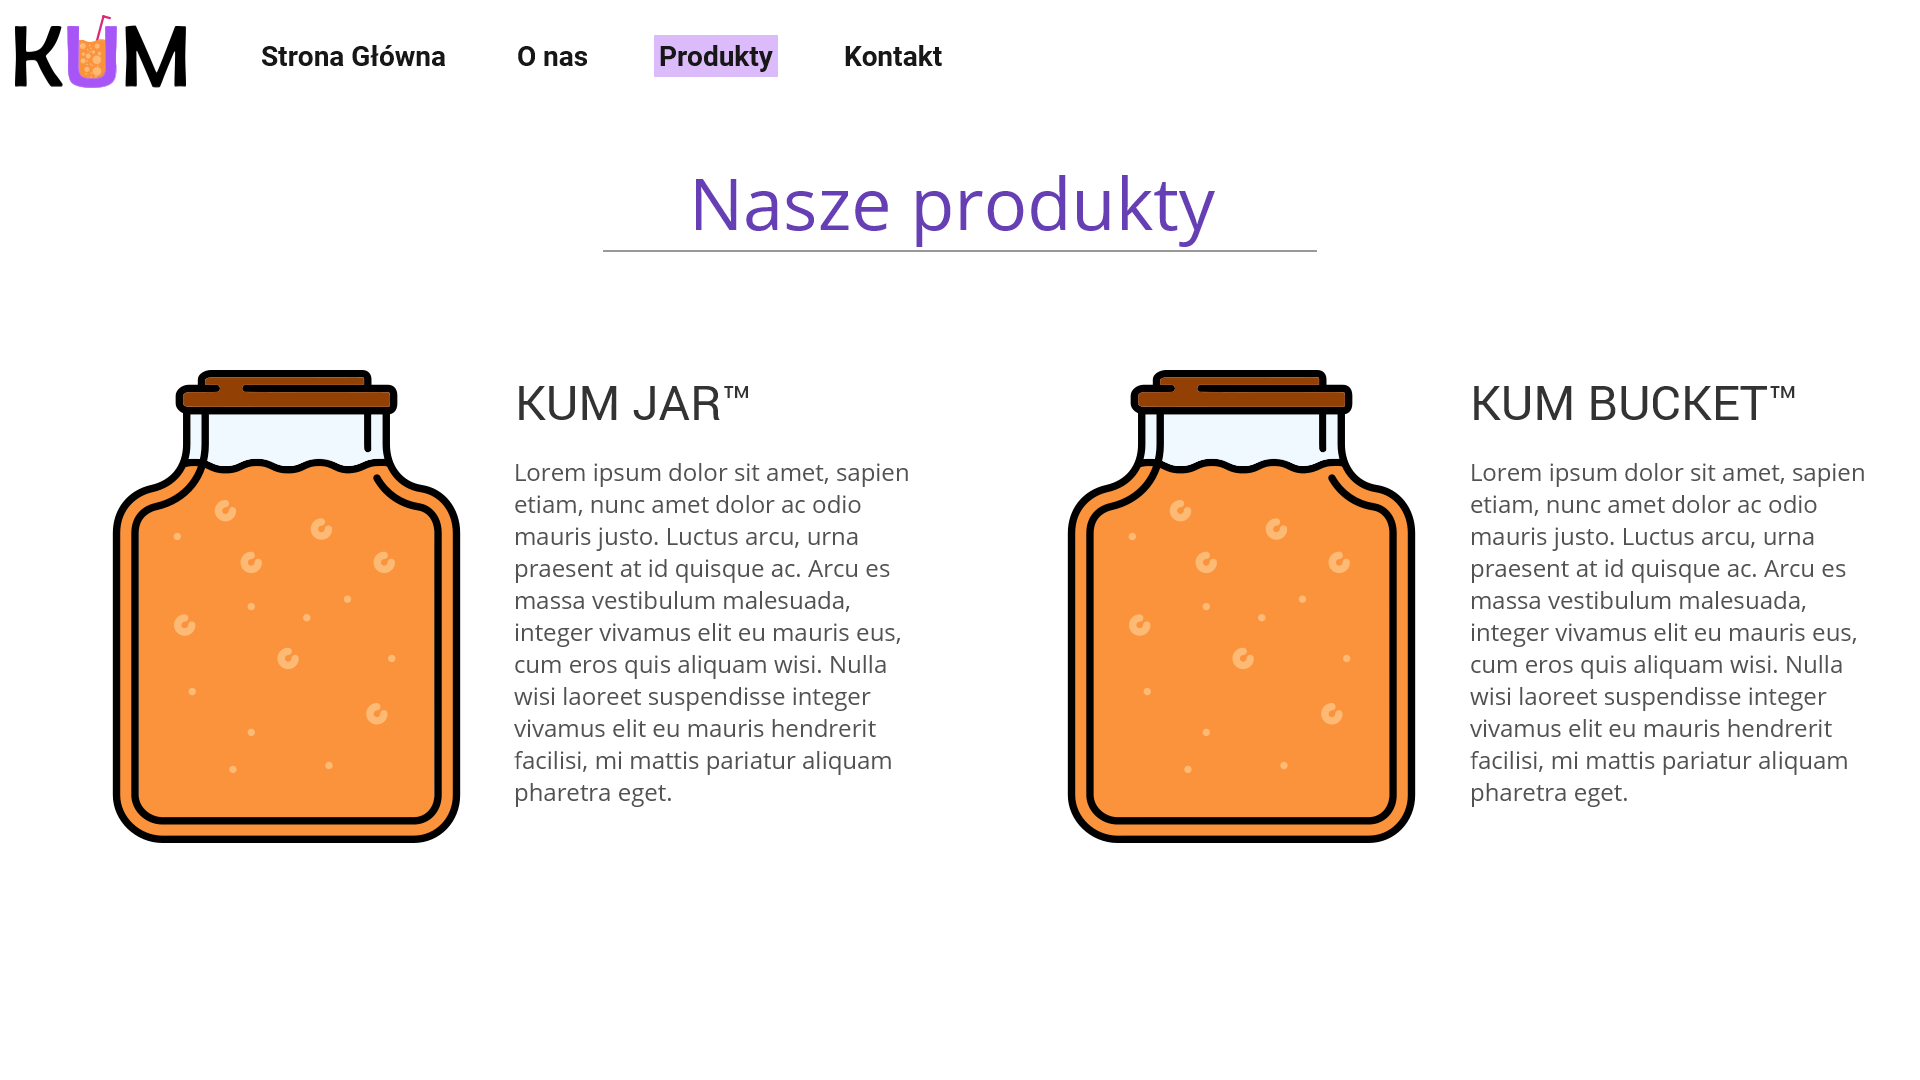 KUM
Strona Główna
O nas
Produkty
Kontakt
Nasze produkty
KUM JAR™
Lorem ipsum dolor sit amet, sapien
etiam, nunc amet dolor ac odio
mauris justo. Luctus arcu, urna
praesent at id quisque ac. Arcu es
massa vestibulum malesuada,
integer vivamus elit eu mauris eus,
cum eros quis aliquam wisi. Nulla
wisi laoreet suspendisse integer
vivamus elit eu mauris hendrerit
facilisi, mi mattis pariatur aliquam
pharetra eget.
KUM BUCKET™
Lorem ipsum dolor sit amet, sapien
etiam, nunc amet dolor ac odio
mauris justo. Luctus arcu, urna
praesent at id quisque ac. Arcu es
massa vestibulum malesuada,
integer vivamus elit eu mauris eus,
cum eros quis aliquam wisi. Nulla
wisi laoreet suspendisse integer
vivamus elit eu mauris hendrerit
facilisi, mi mattis pariatur aliquam
pharetra eget.